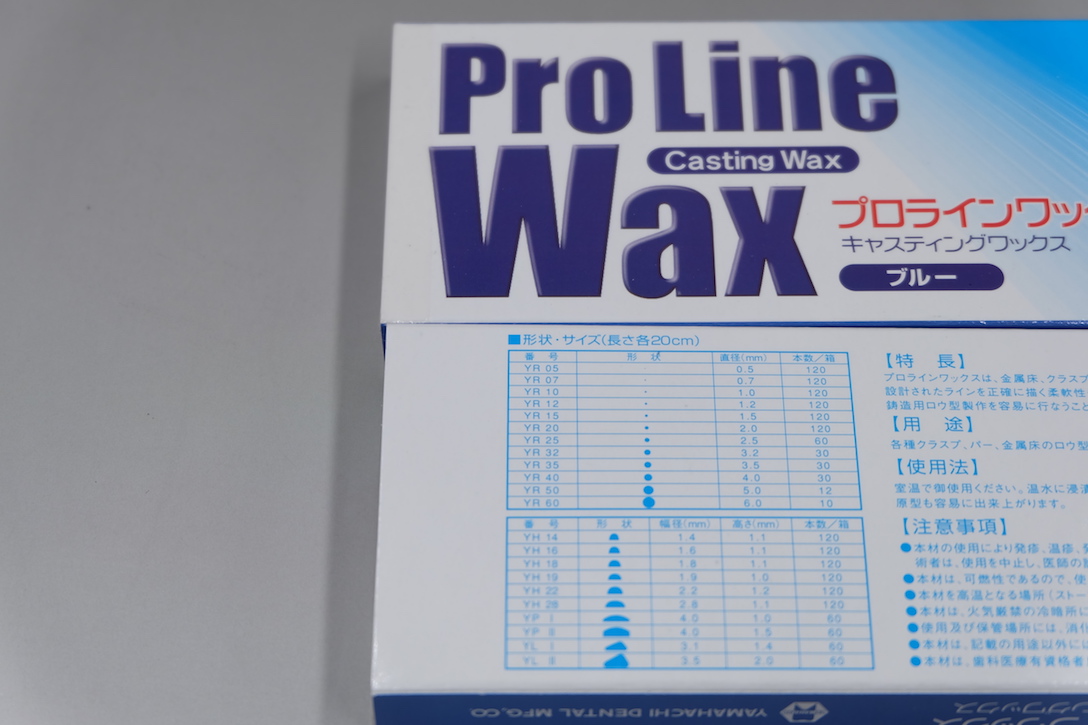 Pro Line
Casting Wax
Wax
プロラインワッ
キャスティングワックス
ブルー
■形状・サイズ(長さ各20cm)
番 号 形 状 直径(mm) 本数/箱
YR 05 0.5 120
YR 07 0.7 120
YR 10 1.0 120
YR 12 1.2 120
YR 15 1.5 120
YR 20 2.0 120
YR 25 2.5 60
YR 32 3.2 30
YR 35 3.5 30
YR 40 4.0 30
YR 50 5.0 12
YR 60 6.0 10
番 号 形 状 幅径(mm) 高さ(mm) 本数/箱
YH 14 1.4 1.1 120
YH 16 1.6 1.1 120
YH 18 1.8 1.1 120
YH 19 1.9 1.0 120
YH 22 2.2 1.2 120
YH 28 2.8 1.1 120
YP Ⅰ 4.0 1.0 60
YP Ⅱ 4.0 1.5 60
YL Ⅰ 3.1 1.4 60
YL Ⅱ 3.5 2.0 60
【特 長】
プロラインワックスは、金属床、クラスプ
設計されたラインを正確に描く柔軟性
鋳造用ロウ型製作を容易に行なうこと
【用 途】
各種クラスプ、バー、金属床のロウ型
【使用法】
室温で御使用ください。温水に浸漬
原型も容易に出来上がります。
【注意事項】
●本材の使用により発疹、湿疹、発
術者は、使用を中止し、医師の診
●本材は、可燃性であるので、使
●本材を高温となる場所(ストー
●本材は、火気厳禁の冷暗所に
●使用及び保管場所には、消化
●本材は、記載の用途以外に
●本材は、歯科医療有資格者
YAMAHACHI DENTAL MFG.,CO.